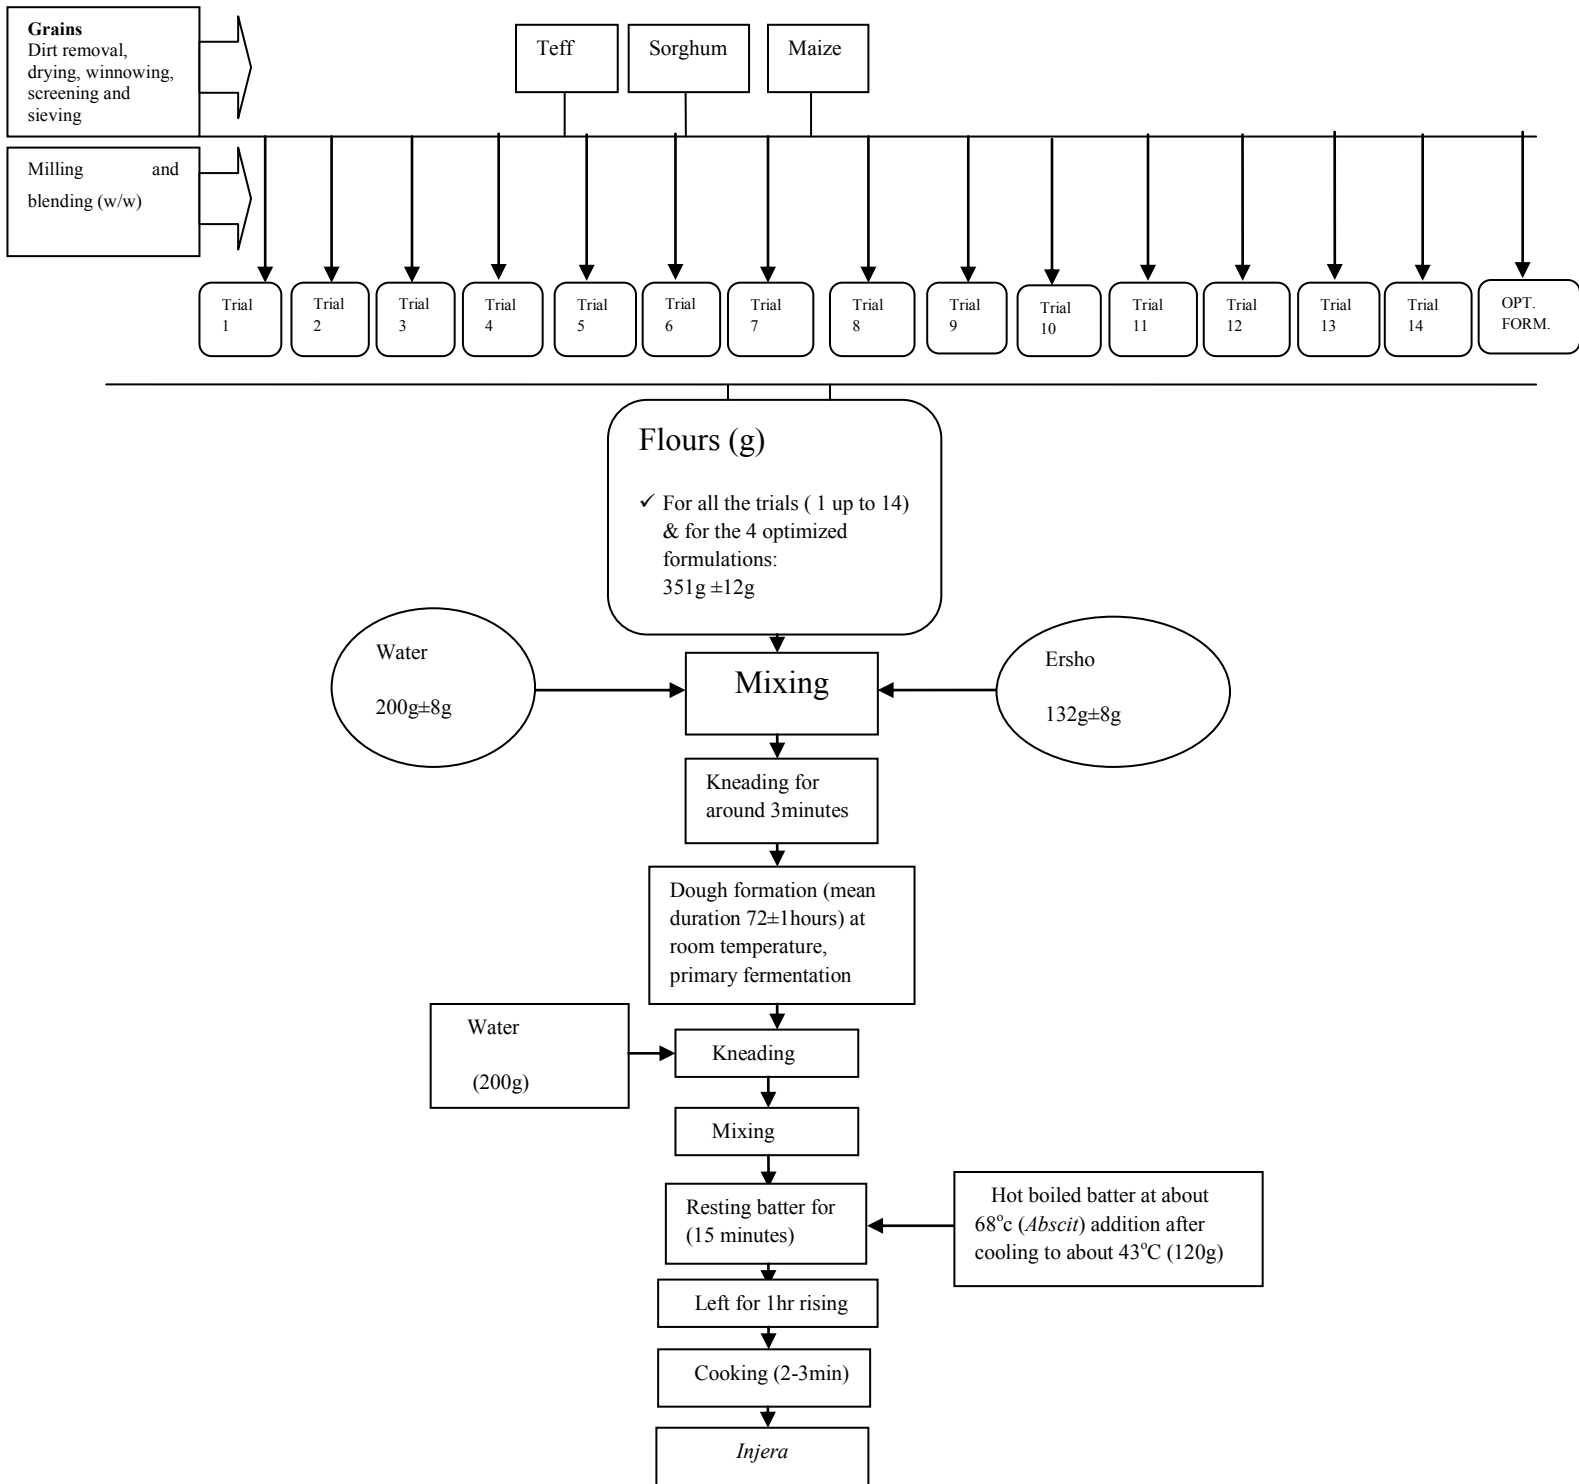 Grains
Dirt removal,
drying, winnowing,
screening and
sieving
Teff
Sorghum
Maize
Milling and
blending (w/w)
Trial
1
Trial
2
Trial
3
Trial
4
Trial
5
Trial
6
Trial
7
Trial
8
Trial
9
Trial
10
Trial
11
Trial
12
Trial
13
Trial
14
OPT.
FORM.
Flours (g)
✓ For all the trials ( 1 up to 14)
& for the 4 optimized
formulations:
351g ±12g
Water
200g±8g
Mixing
Ersho
132g±8g
Kneading for
around 3minutes
Dough formation (mean
duration 72±1hours) at
room temperature,
primary fermentation
Water
(200g)
Kneading
Mixing
Resting batter for
(15 minutes)
Hot boiled batter at about
68°c (Abscit) addition after
cooling to about 43°C (120g)
Left for 1hr rising
Cooking (2-3min)
Injera